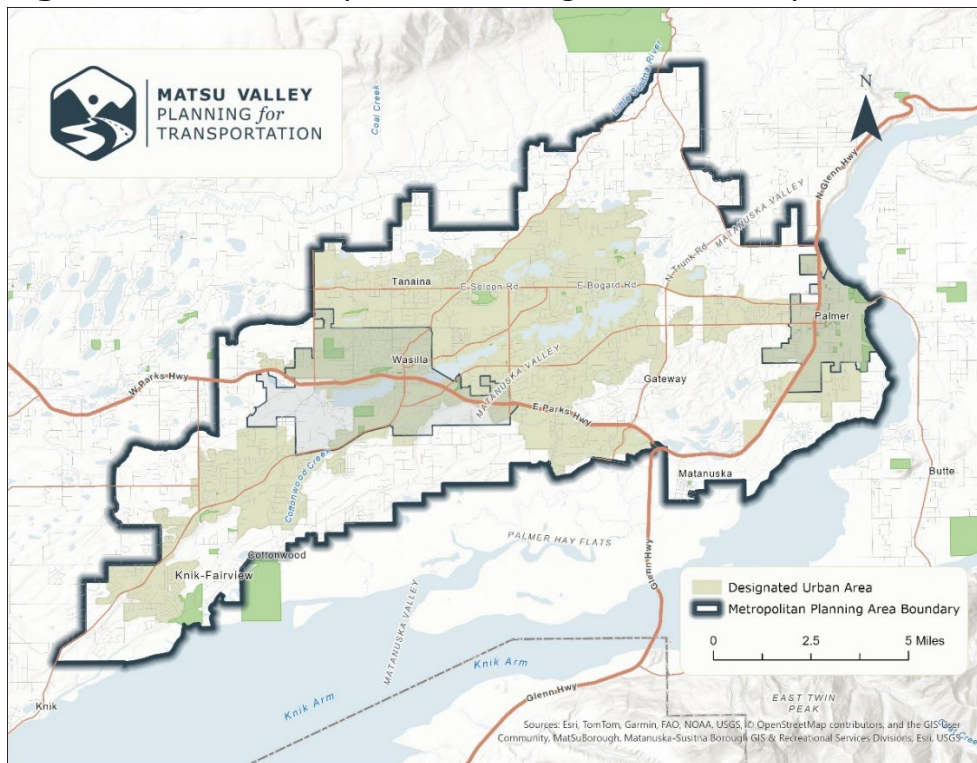 MATSU VALLEY
PLANNING for
TRANSPORTATION
Coal Creek
Little Susitna River
N
N Glenn Hwy
MATANUSKA VALLEY
N Trunk Rd
Tanaina
E Seldon Rd
E Bogard Rd
Palmer
Wasilla
W Parks Hwy
MATANUSKA VALLEY
Gateway
E Parks Hwy
Matanuska
Butte
Cottonwood Creek
PALMER HAY FLATS
Cottonwood
Knik-Fairview
Glenn Hwy
MATANUSKA VALLEY
Designated Urban Area
Metropolitan Planning Area Boundary
0 2.5 5 Miles
Knik Arm
Knik Arm
Knik
Glenn Hwy
EAST TWIN
PEAK
Sources: Esri, TomTom, Garmin, FAO, NOAA, USGS, © OpenStreetMap contributors, and the GIS User
Community, MatSuBorough, Matanuska-Susitna Borough GIS & Recreational Services Divisions, Esri, USGS